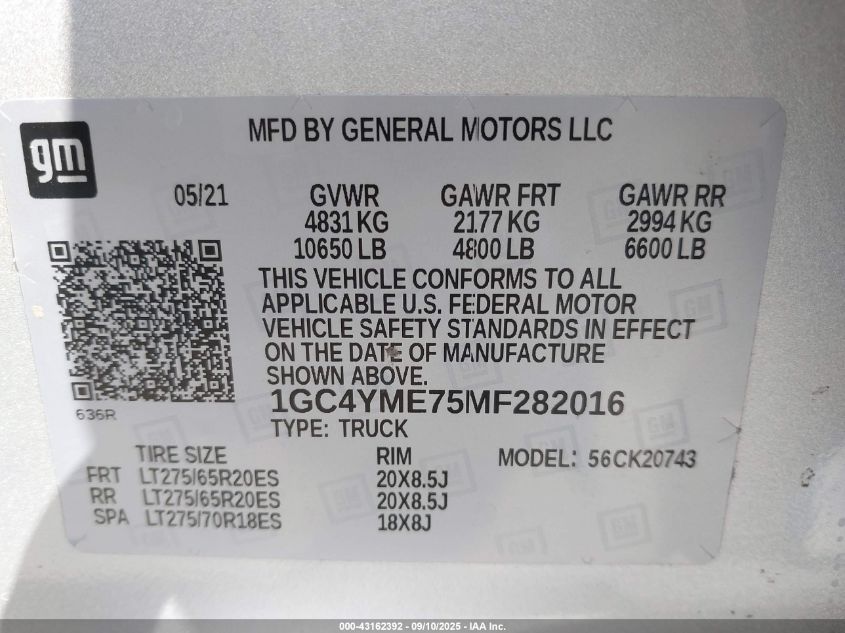 gm
MFD BY GENERAL MOTORS LLC
05/21 GVWR GAWR FRT GAWR RR
4831 KG 2177 KG 2994 KG
10650 LB 4800 LB 6600 LB
THIS VEHICLE CONFORMS TO ALL
APPLICABLE U.S. FEDERAL MOTOR
VEHICLE SAFETY STANDARDS IN EFFECT
ON THE DATE OF MANUFACTURE
SHOWN ABOVE.
636R
1GC4YME75MF282016
TYPE: TRUCK
TIRE SIZE RIM MODEL: 56CK20743
FRT LT275/65R20ES 20X8.5J
RR LT275/65R20ES 20X8.5J
SPA LT275/70R18ES 18X8J
000-43162392 - 09/10/2025 - IAA Inc.